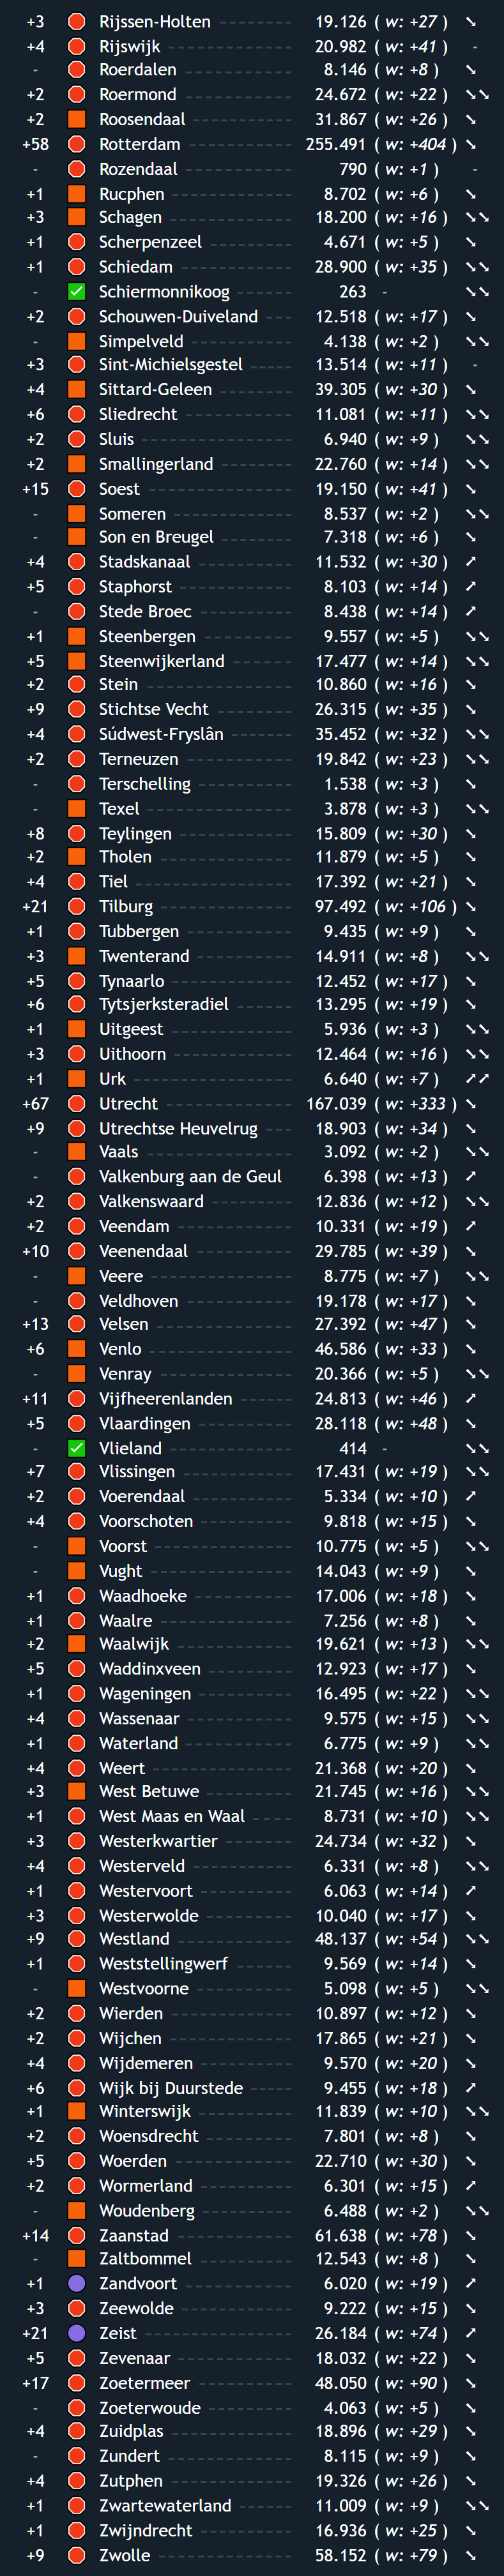 +3 Rijssen-Holten 19.126 ( w: +27 ) ↘
+4 Rijswijk 20.982 ( w: +41 ) -
- Roerdalen 8.146 ( w: +8 ) ↘
+2 Roermond 24.672 ( w: +22 ) ↘↘
+2 Roosendaal 31.867 ( w: +26 ) ↘
+58 Rotterdam 255.491 ( w: +404 ) ↘
- Rozendaal 790 ( w: +1 ) -
+1 Rucphen 8.702 ( w: +6 ) ↘
+3 Schagen 18.200 ( w: +16 ) ↘↘
+1 Scherpenzeel 4.671 ( w: +5 ) ↘
+1 Schiedam 28.900 ( w: +35 ) ↘↘
- Schiermonnikoog 263 - ↘↘
+2 Schouwen-Duiveland 12.518 ( w: +17 ) ↘
- Simpelveld 4.138 ( w: +2 ) ↘↘
+3 Sint-Michielsgestel 13.514 ( w: +11 ) -
+4 Sittard-Geleen 39.305 ( w: +30 ) ↘
+6 Sliedrecht 11.081 ( w: +11 ) ↘↘
+2 Sluis 6.940 ( w: +9 ) ↘↘
+2 Smallingerland 22.760 ( w: +14 ) ↘↘
+15 Soest 19.150 ( w: +41 ) ↘
- Someren 8.537 ( w: +2 ) ↘↘
- Son en Breugel 7.318 ( w: +6 ) ↘
+4 Stadskanaal 11.532 ( w: +30 ) ↗
+5 Staphorst 8.103 ( w: +14 ) ↗
- Stede Broec 8.438 ( w: +14 ) ↗
+1 Steenbergen 9.557 ( w: +5 ) ↘↘
+5 Steenwijkerland 17.477 ( w: +14 ) ↘↘
+2 Stein 10.860 ( w: +16 ) ↘
+9 Stichtse Vecht 26.315 ( w: +35 ) ↘
+4 Súdwest-Fryslân 35.452 ( w: +32 ) ↘↘
+2 Terneuzen 19.842 ( w: +23 ) ↘↘
- Terschelling 1.538 ( w: +3 ) ↘
- Texel 3.878 ( w: +3 ) ↘↘
+8 Teylingen 15.809 ( w: +30 ) ↘
+2 Tholen 11.879 ( w: +5 ) ↘
+4 Tiel 17.392 ( w: +21 ) ↘
+21 Tilburg 97.492 ( w: +106 ) ↘
+1 Tubbergen 9.435 ( w: +9 ) ↘
+3 Twenterand 14.911 ( w: +8 ) ↘↘
+5 Tynaarlo 12.452 ( w: +17 ) ↘
+6 Tytsjerksteradiel 13.295 ( w: +19 ) ↘
+1 Uitgeest 5.936 ( w: +3 ) ↘↘
+3 Uithoorn 12.464 ( w: +16 ) ↘↘
+1 Urk 6.640 ( w: +7 ) ↗↗
+67 Utrecht 167.039 ( w: +333 ) ↘
+9 Utrechtse Heuvelrug 18.903 ( w: +34 ) ↘
- Vaals 3.092 ( w: +2 ) ↘↘
- Valkenburg aan de Geul 6.398 ( w: +13 ) ↗
+2 Valkenswaard 12.836 ( w: +12 ) ↘↘
+2 Veendam 10.331 ( w: +19 ) ↗
+10 Veenendaal 29.785 ( w: +39 ) ↘
- Veere 8.775 ( w: +7 ) ↘↘
- Veldhoven 19.178 ( w: +17 ) ↘
+13 Velsen 27.392 ( w: +47 ) ↘
+6 Venlo 46.586 ( w: +33 ) ↘
- Venray 20.366 ( w: +5 ) ↘↘
+11 Vijfheerenlanden 24.813 ( w: +46 ) ↗
+5 Vlaardingen 28.118 ( w: +48 ) ↘
- Vlieland 414 - ↘↘
+7 Vlissingen 17.431 ( w: +19 ) ↘↘
+2 Voerendaal 5.334 ( w: +10 ) ↗
+4 Voorschoten 9.818 ( w: +15 ) ↘
- Voorst 10.775 ( w: +5 ) ↘↘
- Vught 14.043 ( w: +9 ) ↘
+1 Waadhoeke 17.006 ( w: +18 ) ↘
+1 Waalre 7.256 ( w: +8 ) ↘
+2 Waalwijk 19.621 ( w: +13 ) ↘↘
+5 Waddinxveen 12.923 ( w: +17 ) ↘
+1 Wageningen 16.495 ( w: +22 ) ↘↘
+4 Wassenaar 9.575 ( w: +15 ) ↘↘
+1 Waterland 6.775 ( w: +9 ) ↘↘
+4 Weert 21.368 ( w: +20 ) ↘
+3 West Betuwe 21.745 ( w: +16 ) ↘↘
+1 West Maas en Waal 8.731 ( w: +10 ) ↘↘
+3 Westerkwartier 24.734 ( w: +32 ) ↘
+4 Westerveld 6.331 ( w: +8 ) ↘↘
+1 Westervoort 6.063 ( w: +14 ) ↗
+3 Westerwolde 10.040 ( w: +17 ) ↘
+9 Westland 48.137 ( w: +54 ) ↘↘
+1 Weststellingwerf 9.569 ( w: +14 ) ↘
- Westvoorne 5.098 ( w: +5 ) ↘↘
+2 Wierden 10.897 ( w: +12 ) ↘
+2 Wijchen 17.865 ( w: +21 ) ↘
+4 Wijdemeren 9.570 ( w: +20 ) ↘
+6 Wijk bij Duurstede 9.455 ( w: +18 ) ↗
+1 Winterswijk 11.839 ( w: +10 ) ↘↘
+2 Woensdrecht 7.801 ( w: +8 ) ↘
+5 Woerden 22.710 ( w: +30 ) ↘
+2 Wormerland 6.301 ( w: +15 ) ↗
- Woudenberg 6.488 ( w: +2 ) ↘↘
+14 Zaanstad 61.638 ( w: +78 ) ↘
- Zaltbommel 12.543 ( w: +8 ) ↘
+1 Zandvoort 6.020 ( w: +19 ) ↗
+3 Zeewolde 9.222 ( w: +15 ) ↘
+21 Zeist 26.184 ( w: +74 ) ↗
+5 Zevenaar 18.032 ( w: +22 ) ↘
+17 Zoetermeer 48.050 ( w: +90 ) ↘
- Zoeterwoude 4.063 ( w: +5 ) ↘
+4 Zuidplas 18.896 ( w: +29 ) ↘
- Zundert 8.115 ( w: +9 ) ↘
+4 Zutphen 19.326 ( w: +26 ) ↘
+1 Zwartewaterland 11.009 ( w: +9 ) ↘↘
+1 Zwijndrecht 16.936 ( w: +25 ) ↘
+9 Zwolle 58.152 ( w: +79 ) ↘